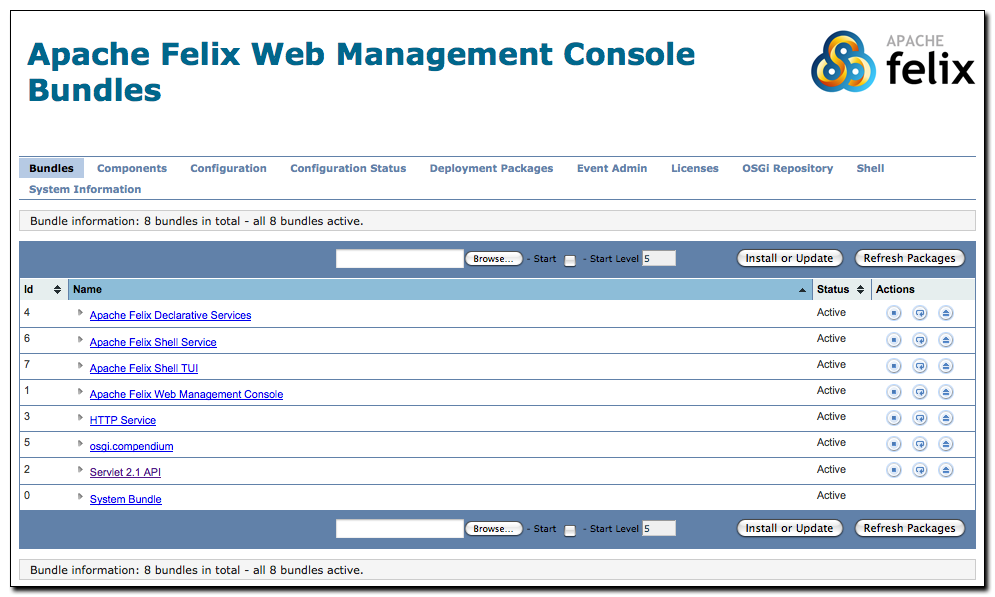 Apache Felix Web Management Console
Bundles
APACHE
felix
Bundles Components Configuration Configuration Status Deployment Packages Event Admin Licenses OSGi Repository Shell
System Information
Bundle information: 8 bundles in total - all 8 bundles active.
Browse... - Start - Start Level 5 Install or Update Refresh Packages
Id Name Status Actions
4 Apache Felix Declarative Services Active
6 Apache Felix Shell Service Active
7 Apache Felix Shell TUI Active
1 Apache Felix Web Management Console Active
3 HTTP Service Active
5 osgi.compendium Active
2 Servlet 2.1 API Active
0 System Bundle Active
Browse... - Start - Start Level 5 Install or Update Refresh Packages
Bundle information: 8 bundles in total - all 8 bundles active.